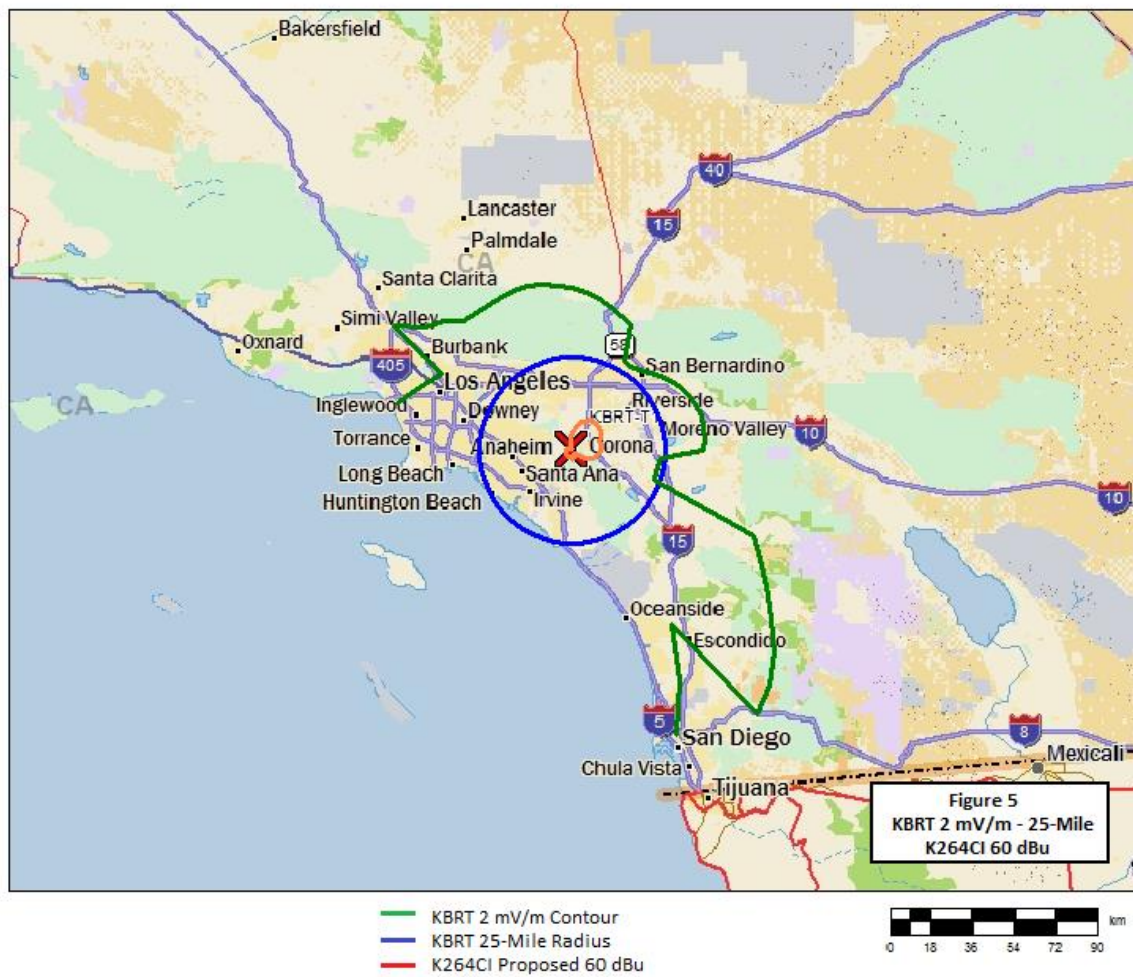 Bakersfield
40
15
Lancaster
Palmdale
CA
Santa Clarita
Simi Valley
Oxnard
58
Burbank
San Bernardino
405
CA
Los Angeles
Inglewood
Downey
Riverside
KBRT-T
Moreno Valley
10
Torrance
Anaheim
Corona
Long Beach
Santa Ana
10
Huntington Beach
Irvine
15
Oceanside
Escondido
5
San Diego
8
Mexicali
Chula Vista
Tijuana
Figure 5
KBRT 2 mV/m - 25-Mile
K264CI 60 dBu
KBRT 2 mV/m Contour
KBRT 25-Mile Radius
K264CI Proposed 60 dBu
km
0 18 36 54 72 90